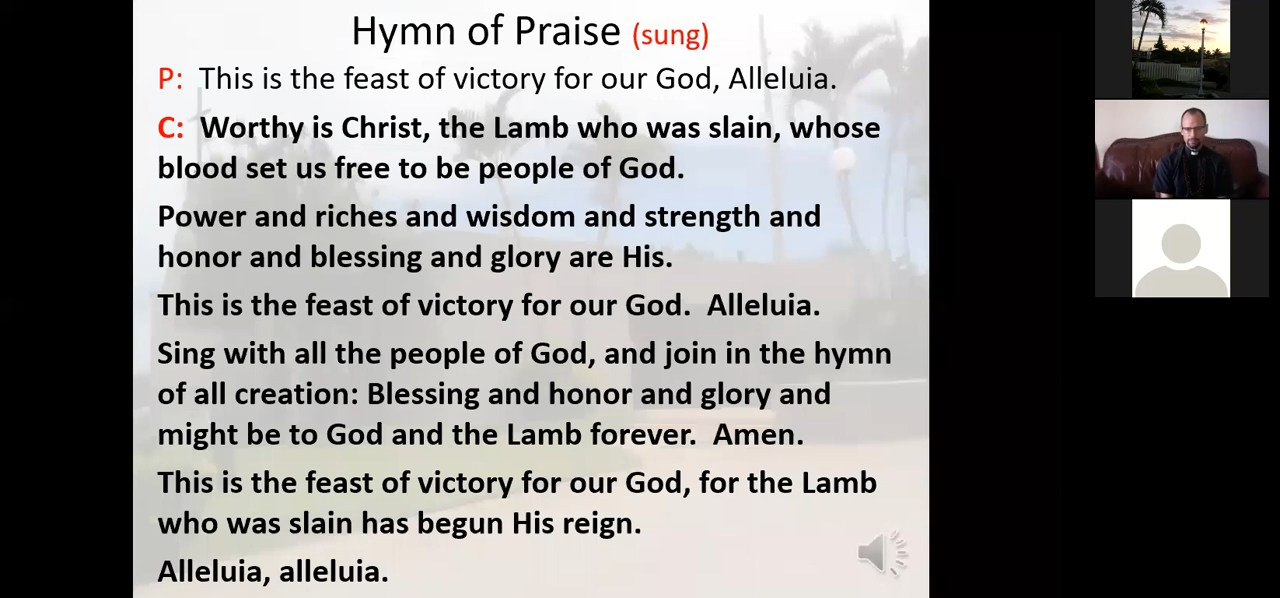 Hymn of Praise (sung)
P: This is the feast of victory for our God, Alleluia.
C: Worthy is Christ, the Lamb who was slain, whose
blood set us free to be people of God.
Power and riches and wisdom and strength and
honor and blessing and glory are His.
This is the feast of victory for our God. Alleluia.
Sing with all the people of God, and join in the hymn
of all creation: Blessing and honor and glory and
might be to God and the Lamb forever. Amen.
This is the feast of victory for our God, for the Lamb
who was slain has begun His reign.
Alleluia, alleluia.